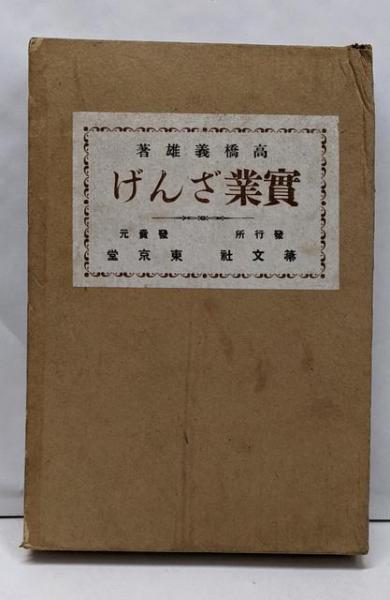 高橋義雄著
實業ざんげ
發行所 發賣元
箒文社 東京堂